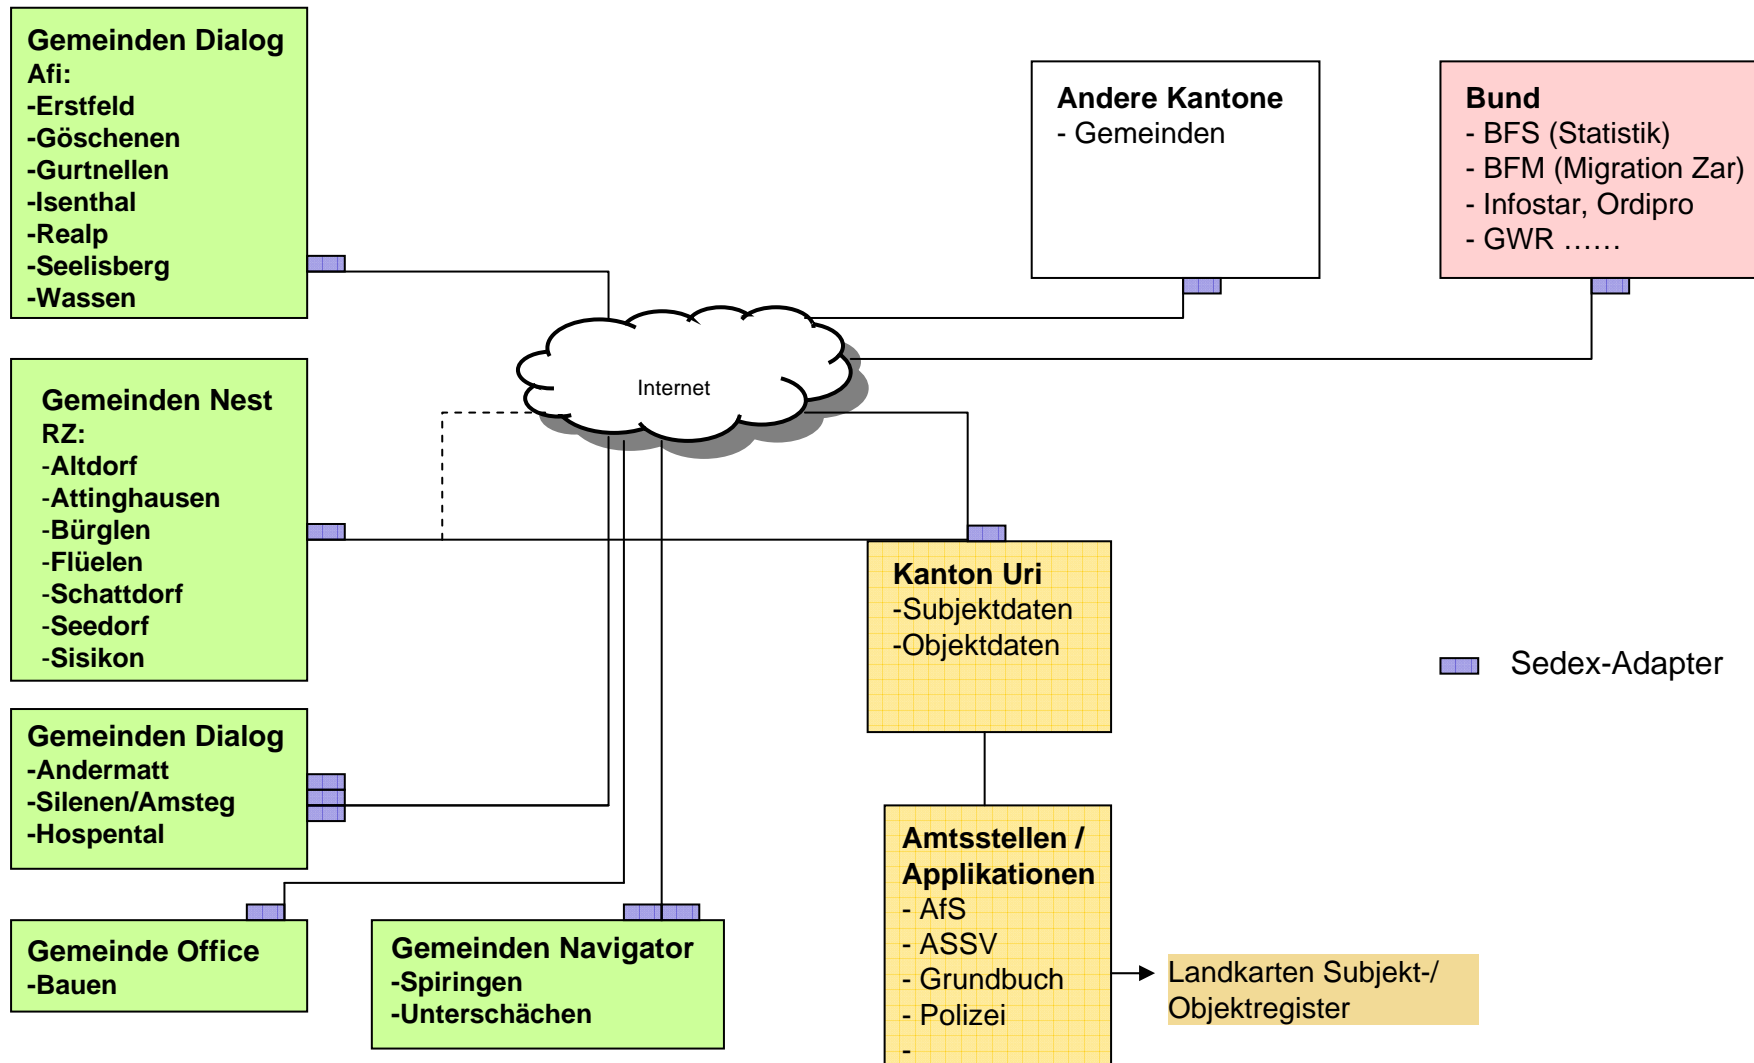 Gemeinden Dialog
Afi:
-Erstfeld
-Göschenen
-Gurtnellen
-Isenthal
-Realp
-Seelisberg
-Wassen
Andere Kantone
- Gemeinden
Bund
- BFS (Statistik)
- BFM (Migration Zar)
- Infostar, Ordipro
- GWR ……
Internet
Gemeinden Nest
RZ:
-Altdorf
-Attinghausen
-Bürglen
-Flüelen
-Schattdorf
-Seedorf
-Sisikon
Kanton Uri
-Subjektdaten
-Objektdaten
Sedex-Adapter
Gemeinden Dialog
-Andermatt
-Silenen/Amsteg
-Hospental
Amtsstellen /
Applikationen
- AfS
- ASSV
- Grundbuch
- Polizei
-
Landkarten Subjekt-/
Objektregister
Gemeinde Office
-Bauen
Gemeinden Navigator
-Spiringen
-Unterschächen